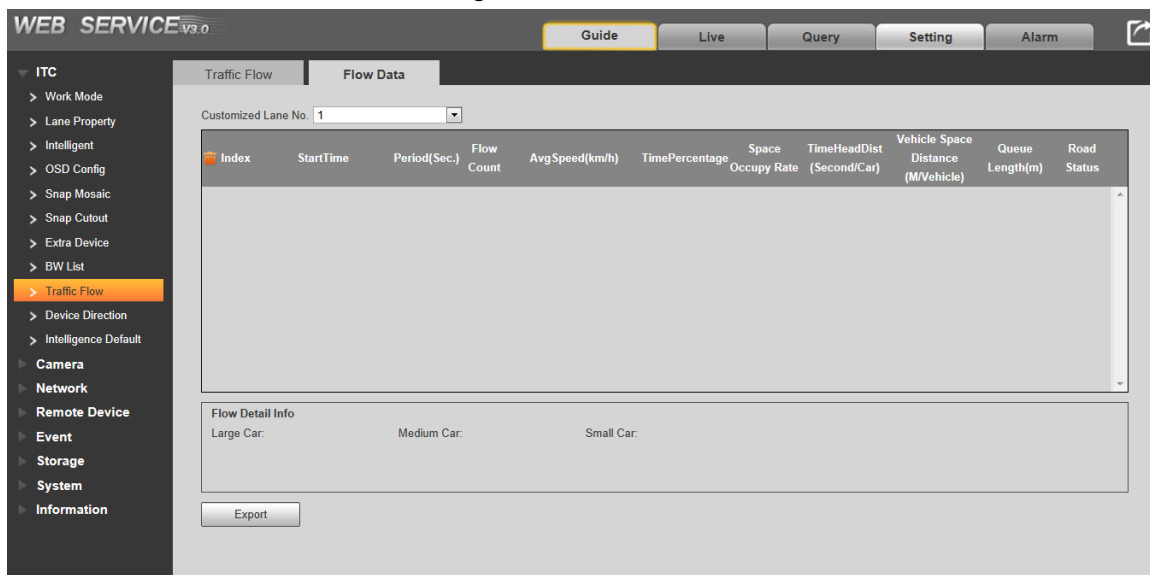 WEB SERVICE V3.0
Guide
Live
Query
Setting
Alarm
ITC
Work Mode
Lane Property
Intelligent
OSD Config
Snap Mosaic
Snap Cutout
Extra Device
BW List
Traffic Flow
Device Direction
Intelligence Default
Camera
Network
Remote Device
Event
Storage
System
Information
Traffic Flow
Flow Data
Customized Lane No. 1
Index
StartTime
Period(Sec.)
Flow
Count
AvgSpeed(km/h)
TimePercentage
Space
Occupy Rate
TimeHeadDist
(Second/Car)
Vehicle Space
Distance
(M/Vehicle)
Queue
Length(m)
Road
Status
Flow Detail Info
Large Car:
Medium Car:
Small Car:
Export